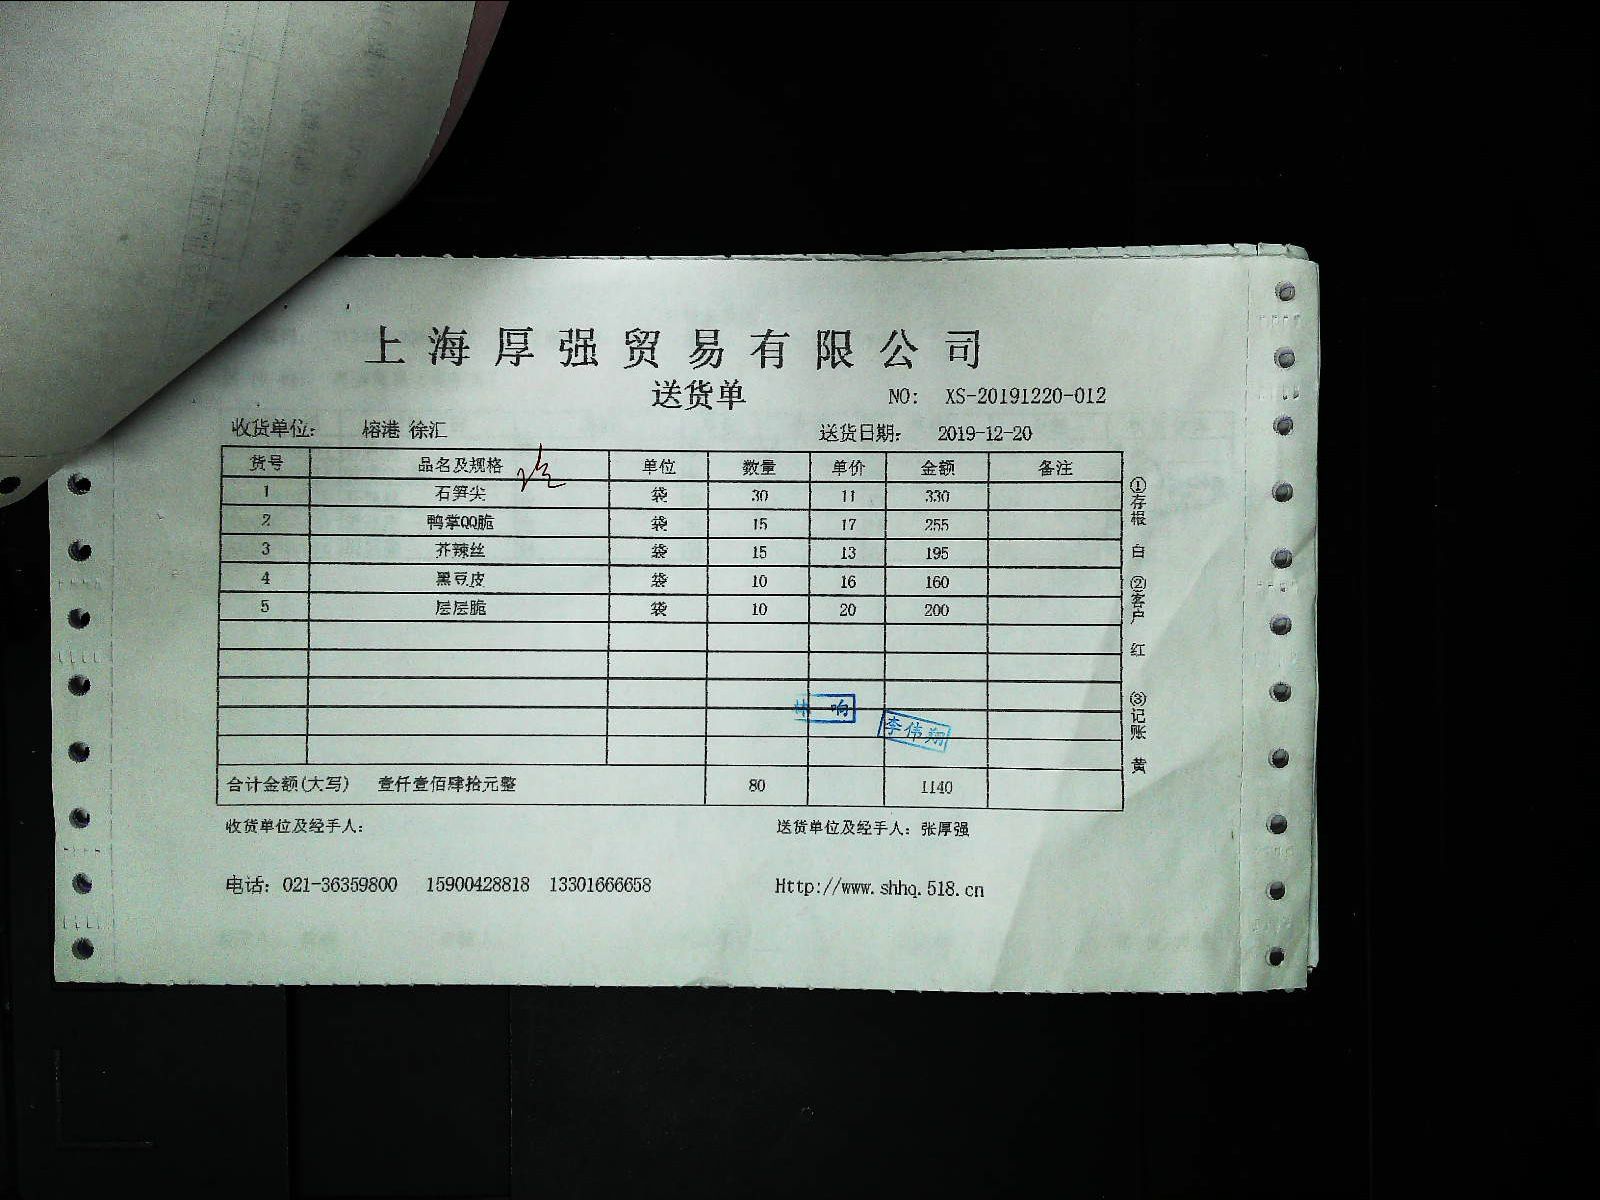 上海厚强贸易有限公司
送货单 NO: XS-20191220-012
收货单位: 榕港 徐汇 送货日期: 2019-12-20
货号 品名及规格 单位 数量 单价 金额 备注
1 石笋尖 袋 30 11 330
2 鸭掌QQ脆 袋 15 17 255
3 芥辣丝 袋 15 13 195
4 黑豆皮 袋 10 16 160
5 层层脆 袋 10 20 200
响
李伟翔
合计金额(大写) 壹仟壹佰肆拾元整 80 1140
①存根 白 ②客户 红 ③记账 黄
收货单位及经手人: 送货单位及经手人: 张厚强
电话: 021-36359800 15900428818 13301666658 Http://www.shhq.518.cn